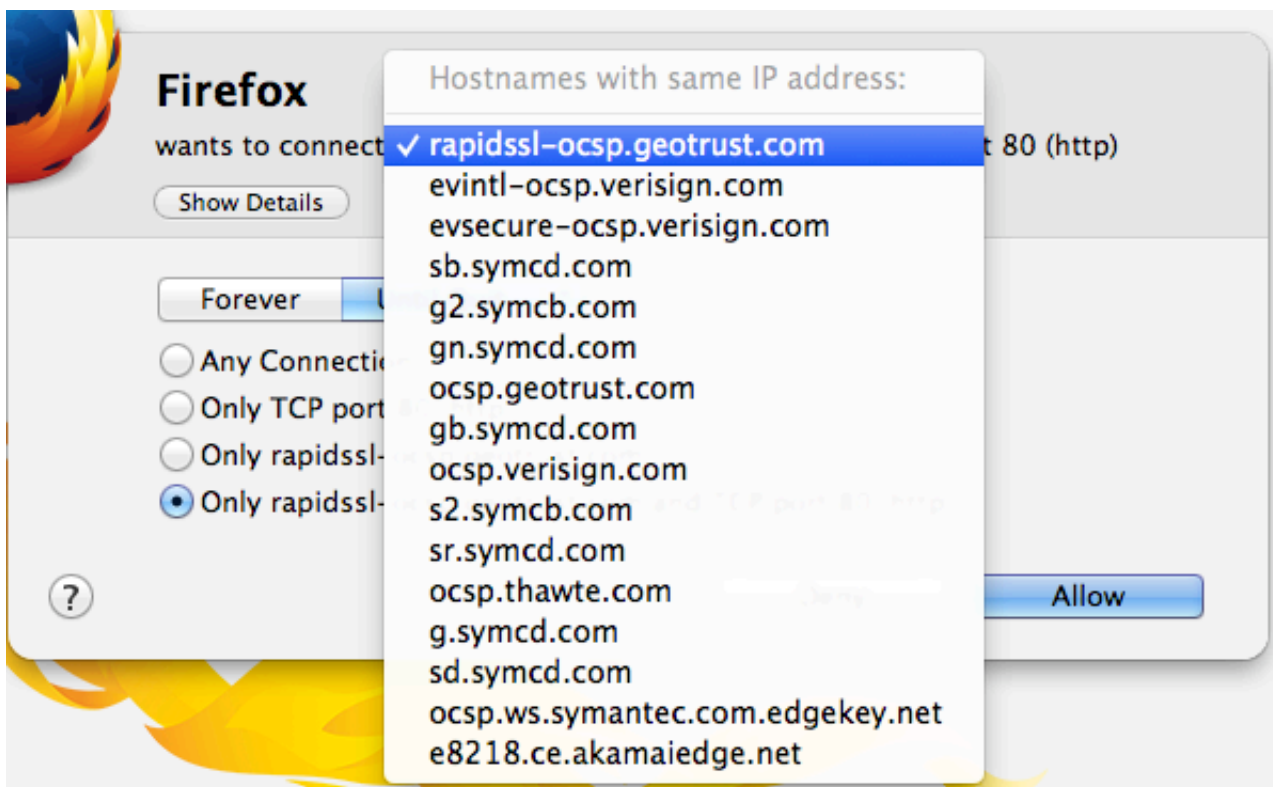 Firefox
wants to connect
t 80 (http)
Show Details
Forever
Any Connectio
Only TCP port
Only rapidssl-
Only rapidssl-
?
Allow
Hostnames with same IP address:
✓ rapidssl-ocsp.geotrust.com
evintl-ocsp.verisign.com
evsecure-ocsp.verisign.com
sb.symcd.com
g2.symcb.com
gn.symcd.com
ocsp.geotrust.com
gb.symcd.com
ocsp.verisign.com
s2.symcb.com
sr.symcd.com
ocsp.thawte.com
g.symcd.com
sd.symcd.com
ocsp.ws.symantec.com.edgekey.net
e8218.ce.akamaiedge.net